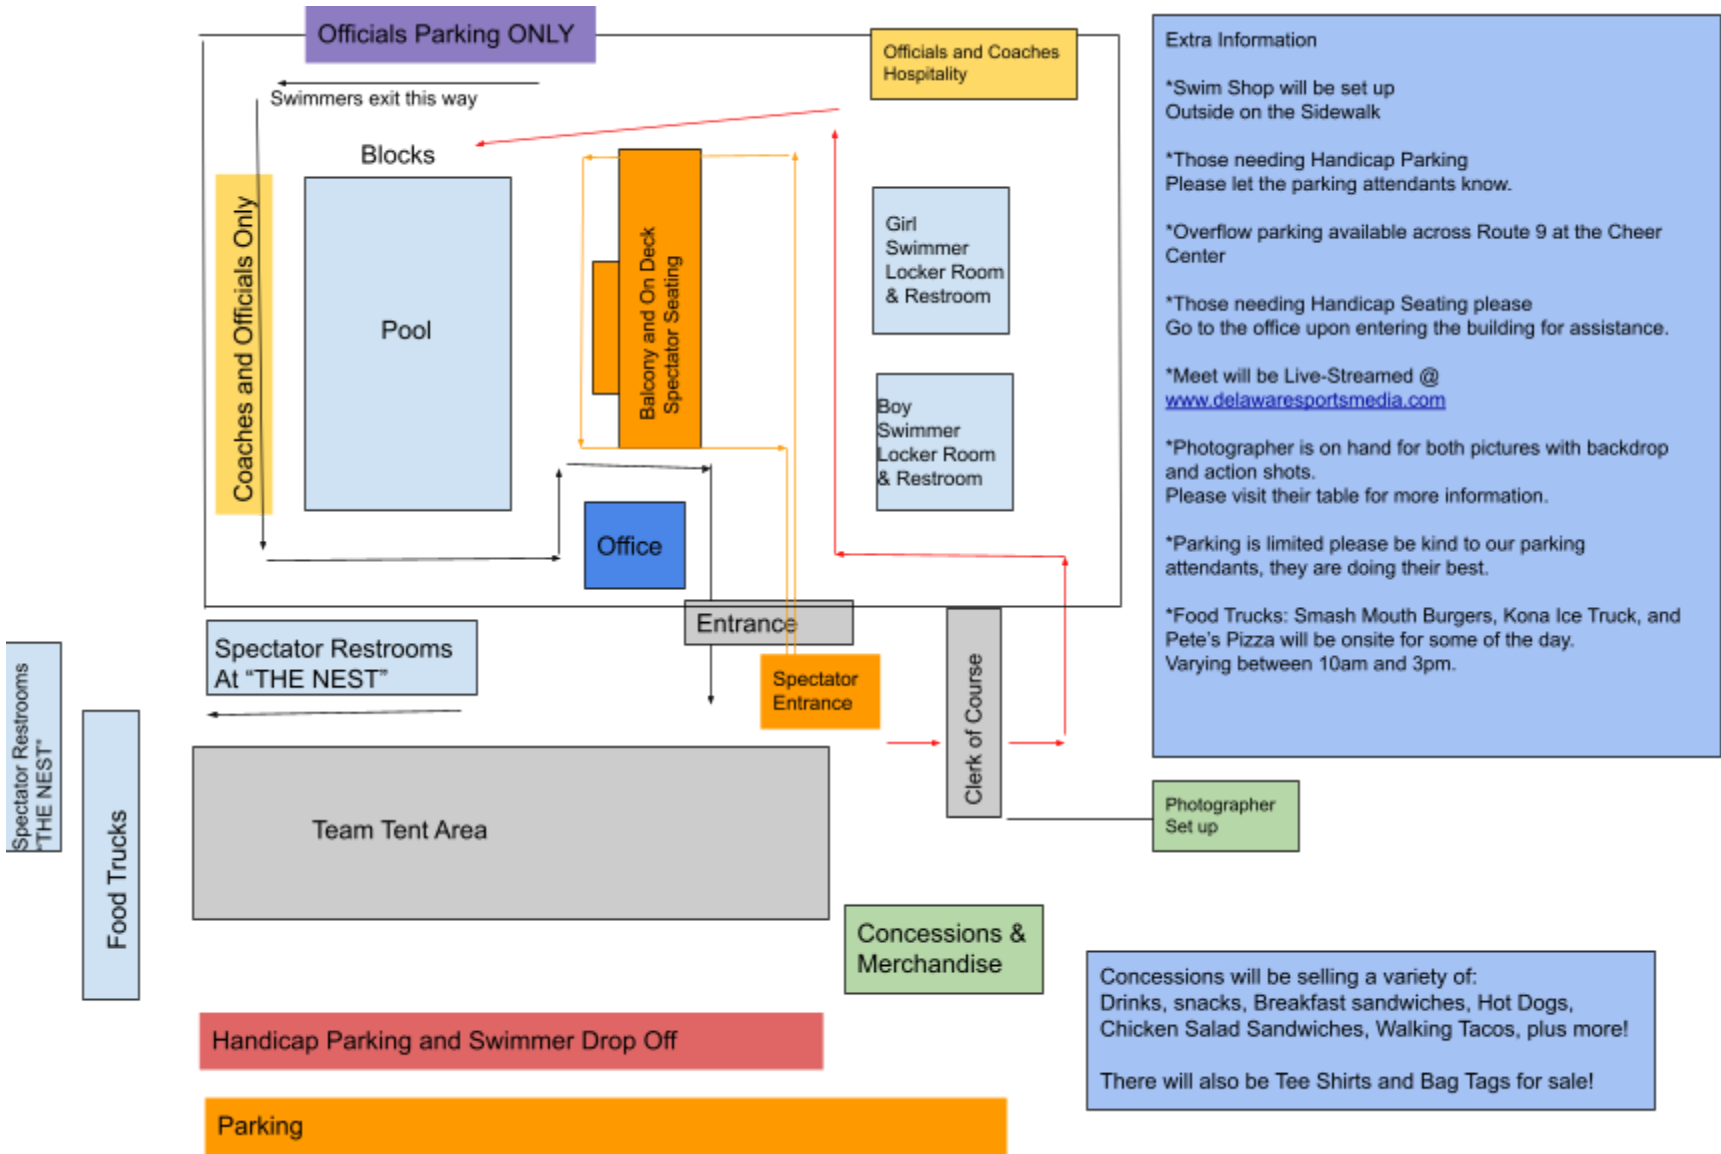 Officials Parking ONLY
Officials and Coaches
Hospitality
Swimmers exit this way
Blocks
Coaches and Officials Only
Pool
Balcony and On Deck
Spectator Seating
Girl
Swimmer
Locker Room
& Restroom
Boy
Swimmer
Locker Room
& Restroom
Office
Entrance
Spectator Restrooms
At “THE NEST”
Spectator
Entrance
Clerk of Course
Spectator Restrooms
“THE NEST”
Food Trucks
Team Tent Area
Photographer
Set up
Concessions &
Merchandise
Handicap Parking and Swimmer Drop Off
Parking
Extra Information
*Swim Shop will be set up
Outside on the Sidewalk
*Those needing Handicap Parking
Please let the parking attendants know.
*Overflow parking available across Route 9 at the Cheer
Center
*Those needing Handicap Seating please
Go to the office upon entering the building for assistance.
*Meet will be Live-Streamed @
www.delawaresportsmedia.com
*Photographer is on hand for both pictures with backdrop
and action shots.
Please visit their table for more information.
*Parking is limited please be kind to our parking
attendants, they are doing their best.
*Food Trucks: Smash Mouth Burgers, Kona Ice Truck, and
Pete’s Pizza will be onsite for some of the day.
Varying between 10am and 3pm.
Concessions will be selling a variety of:
Drinks, snacks, Breakfast sandwiches, Hot Dogs,
Chicken Salad Sandwiches, Walking Tacos, plus more!
There will also be Tee Shirts and Bag Tags for sale!